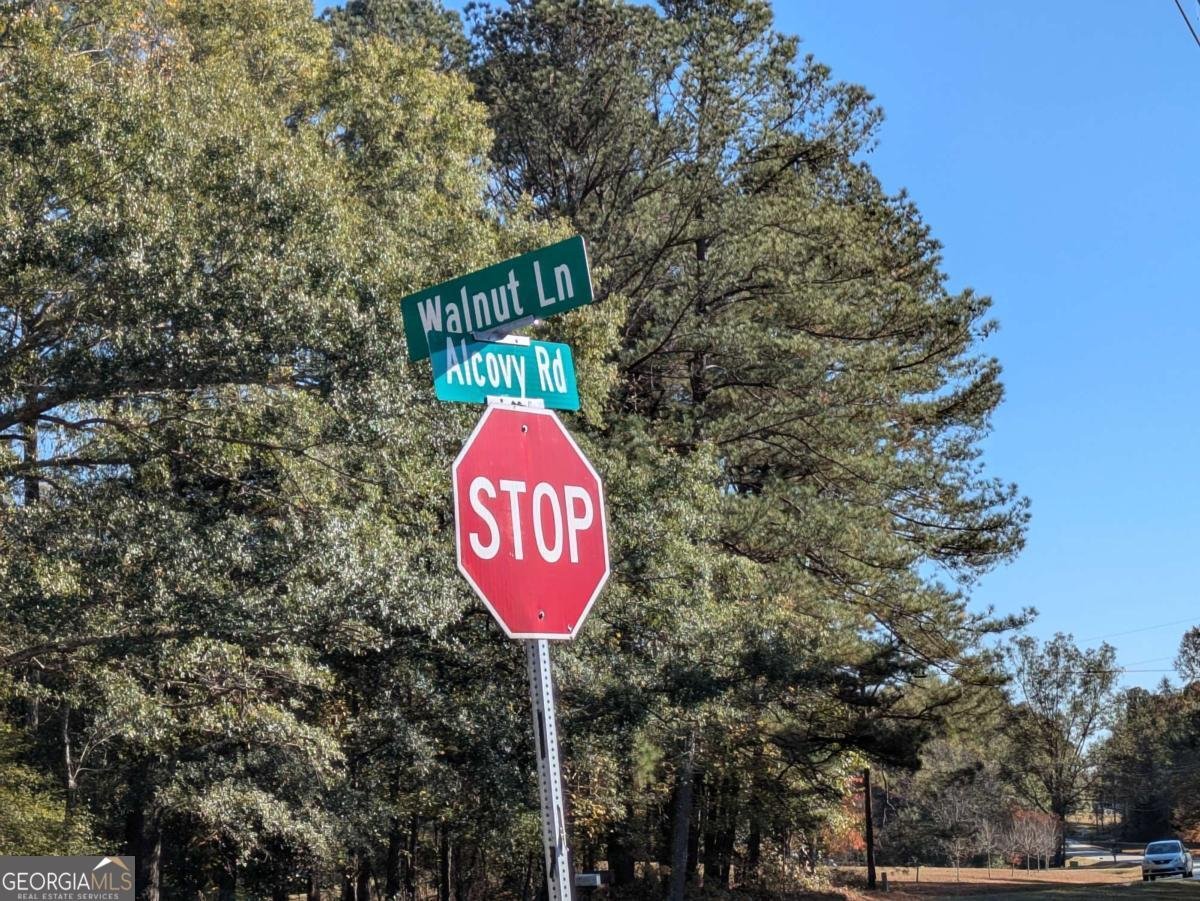 Walnut Ln
Alcovy Rd
STOP
GEORGIAMLS
REAL ESTATE SERVICES